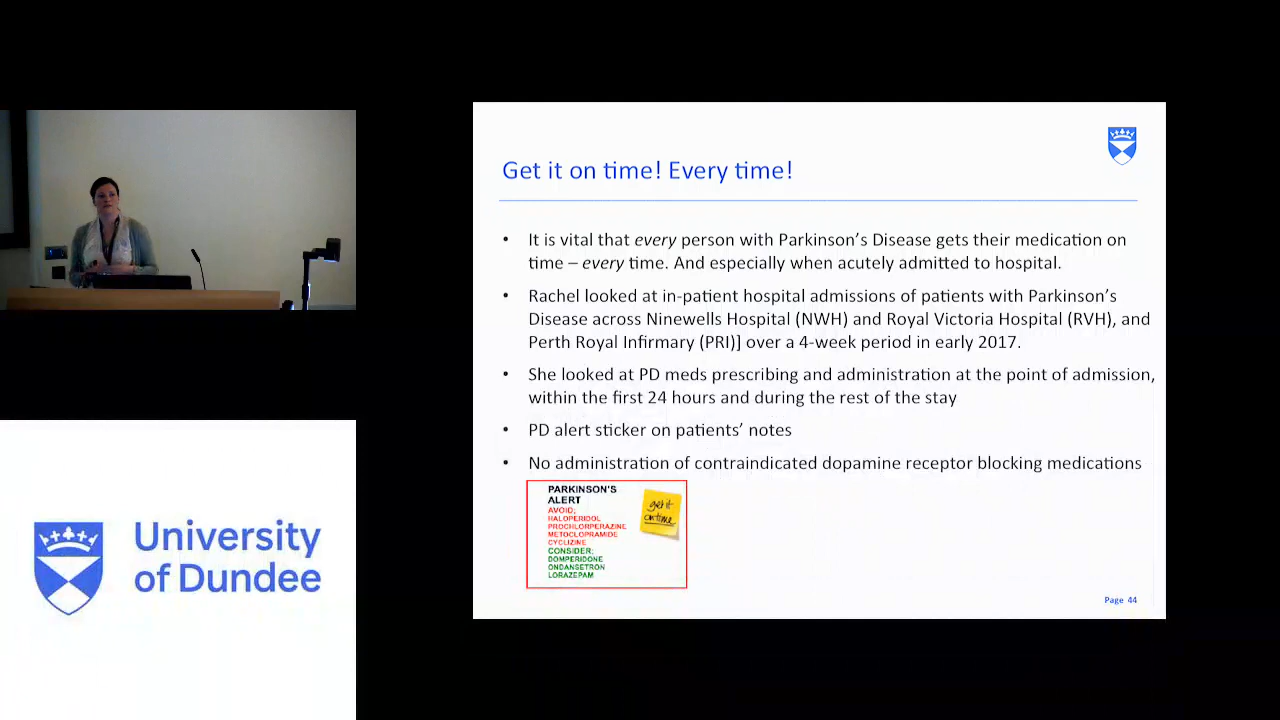 Get it on time! Every time!
• It is vital that every person with Parkinson's Disease gets their medication on
time – every time. And especially when acutely admitted to hospital.
• Rachel looked at in-patient hospital admissions of patients with Parkinson's
Disease across Ninewells Hospital (NWH) and Royal Victoria Hospital (RVH), and
Perth Royal Infirmary (PRI)] over a 4-week period in early 2017.
• She looked at PD meds prescribing and administration at the point of admission,
within the first 24 hours and during the rest of the stay
• PD alert sticker on patients' notes
• No administration of contraindicated dopamine receptor blocking medications
PARKINSON'S
ALERT
AVOID;
HALOPERIDOL
PROCHLORPERAZINE
METOCLOPRAMIDE
CYCLIZINE
CONSIDER;
DOMPERIDONE
ONDANSETRON
LORAZEPAM
get it
on time
Page 44
University
of Dundee